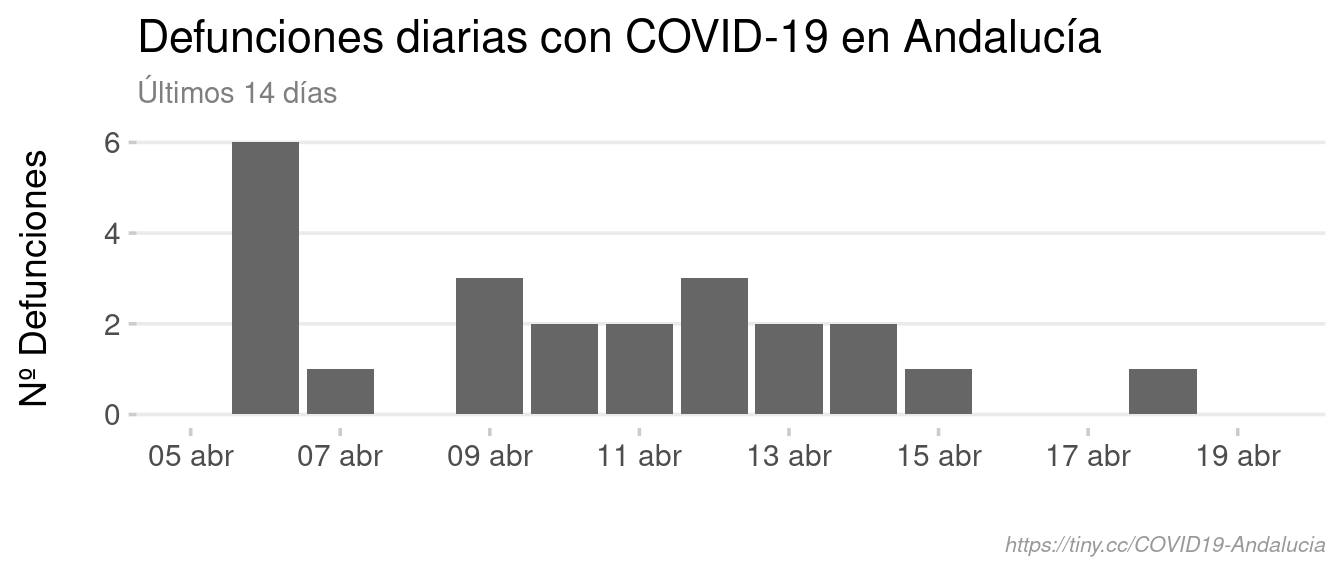 Defunciones diarias con COVID-19 en Andalucía
Últimos 14 días
Nº Defunciones
6
4
2
0
05 abr 07 abr 09 abr 11 abr 13 abr 15 abr 17 abr 19 abr
https://tiny.cc/COVID19-Andalucia